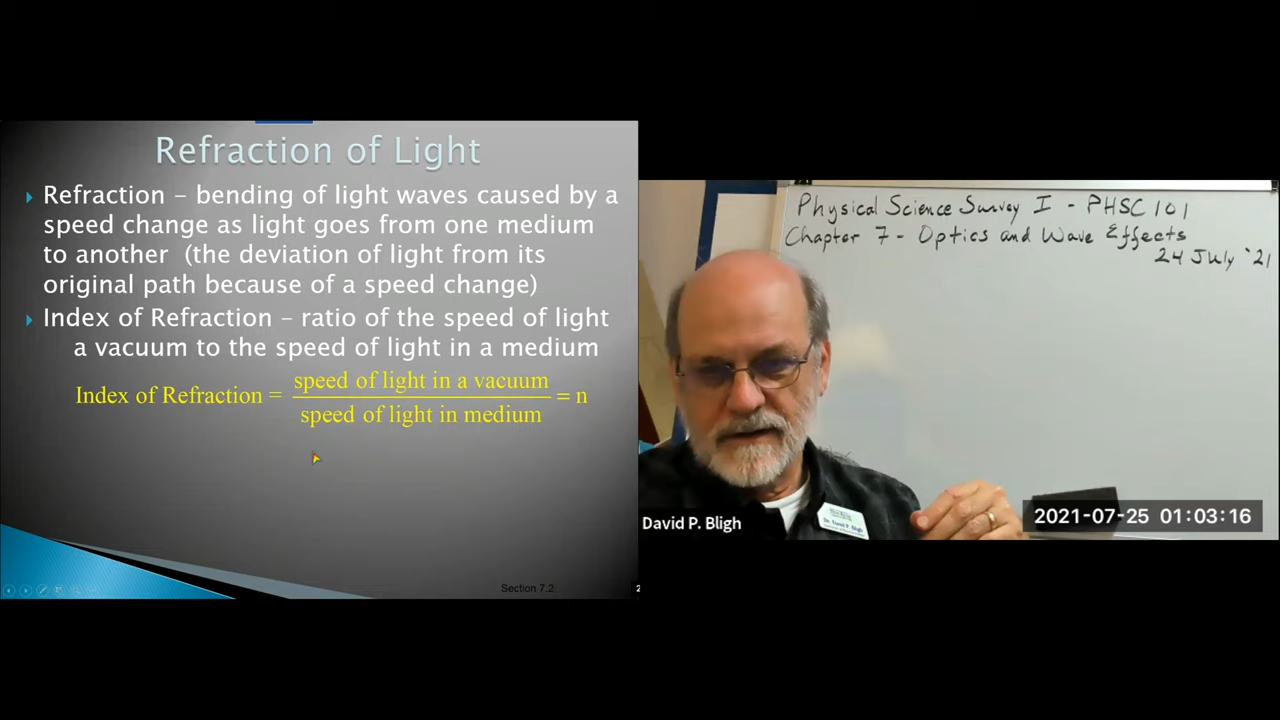 Refraction of Light
Refraction – bending of light waves caused by a
speed change as light goes from one medium
to another (the deviation of light from its
original path because of a speed change)
Index of Refraction – ratio of the speed of light
a vacuum to the speed of light in a medium
Index of Refraction = speed of light in a vacuum / speed of light in medium = n
Section 7.2
2
Physical Science Survey I - PHSC 101
Chapter 7 - Optics and Wave Effects
24 July '21
Dr. David P. Bligh
David P. Bligh
2021-07-25 01:03:16